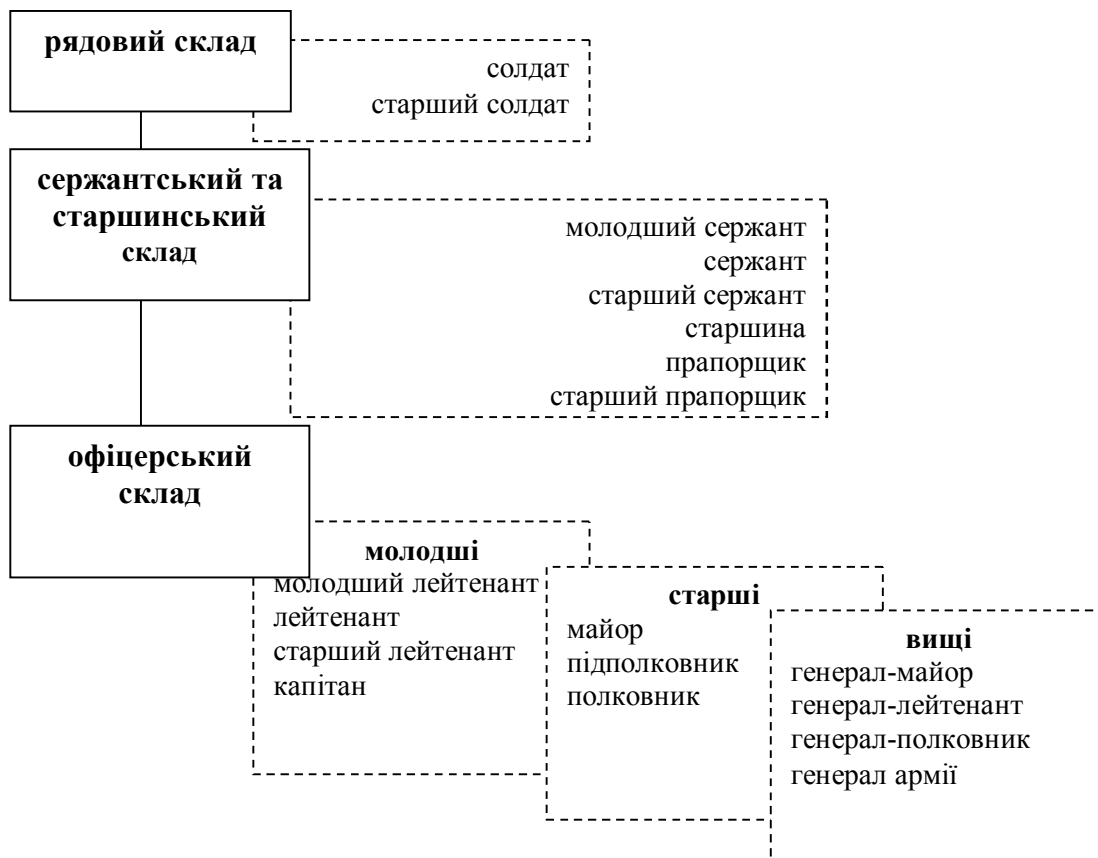 рядовий склад
солдат
старший солдат
сержантський та
старшинський
склад
молодший сержант
сержант
старший сержант
старшина
прапорщик
старший прапорщик
офіцерський
склад
молодші
молодший лейтенант
лейтенант
старший лейтенант
капітан
старші
майор
підполковник
полковник
вищі
генерал-майор
генерал-лейтенант
генерал-полковник
генерал армії